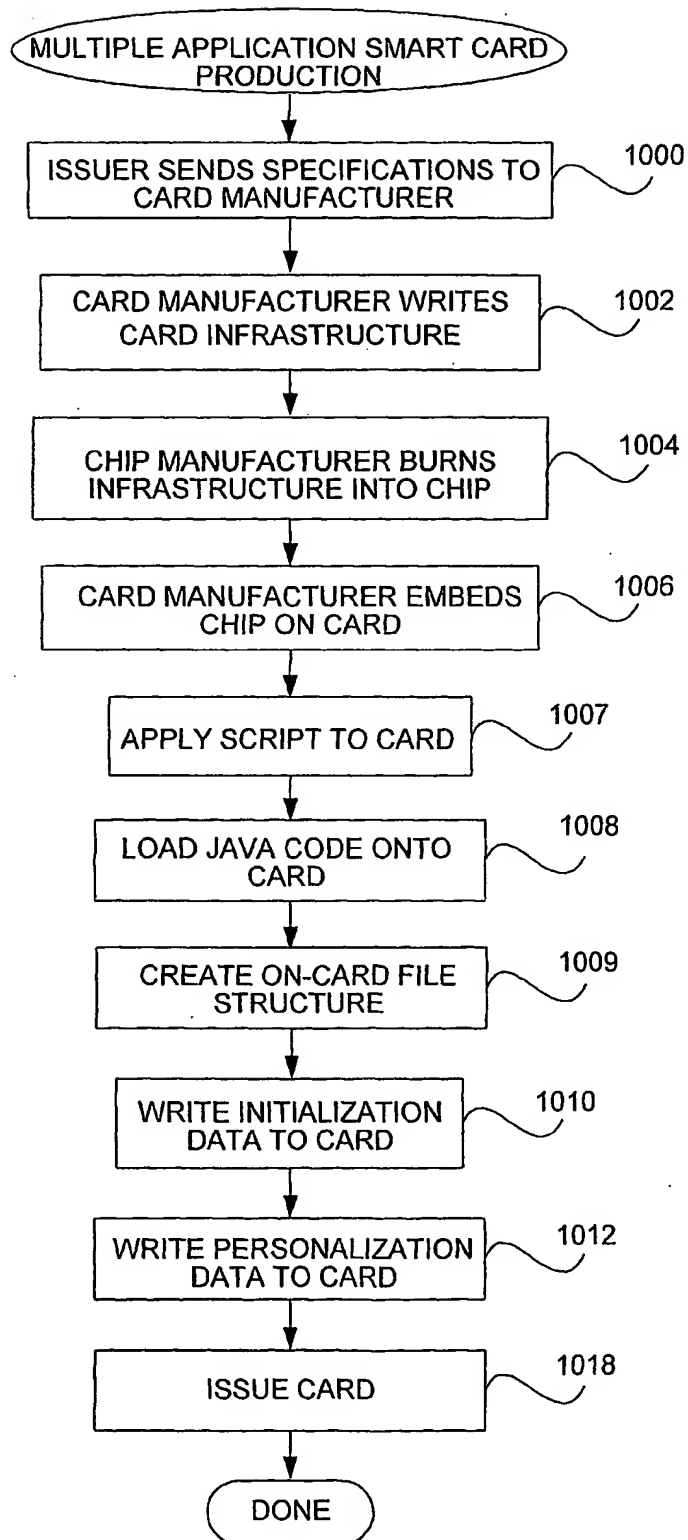 MULTIPLE APPLICATION SMART CARD
PRODUCTION
ISSUER SENDS SPECIFICATIONS TO
CARD MANUFACTURER
1000
CARD MANUFACTURER WRITES
CARD INFRASTRUCTURE
1002
CHIP MANUFACTURER BURNS
INFRASTRUCTURE INTO CHIP
1004
CARD MANUFACTURER EMBEDS
CHIP ON CARD
1006
APPLY SCRIPT TO CARD
1007
LOAD JAVA CODE ONTO
CARD
1008
CREATE ON-CARD FILE
STRUCTURE
1009
WRITE INITIALIZATION
DATA TO CARD
1010
WRITE PERSONALIZATION
DATA TO CARD
1012
ISSUE CARD
1018
DONE